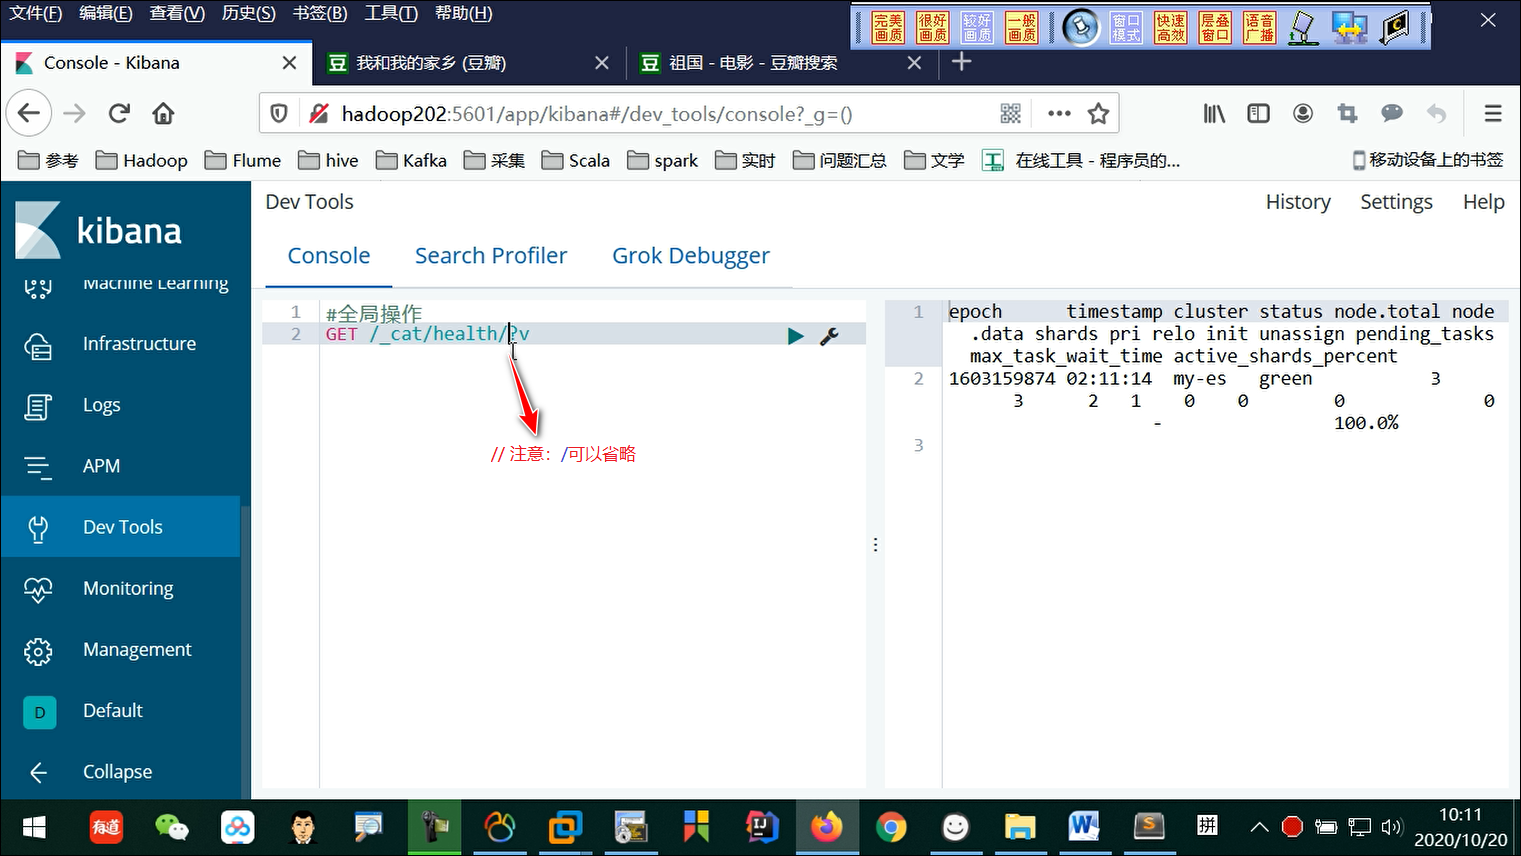 文件(F) 编辑(E) 查看(V) 历史(S) 书签(B) 工具(T) 帮助(H)
完美画质 很好画质 较好画质 一般画质 窗口模式 快速高效 层叠窗口 语音广播
Console - Kibana
我和我的家乡 (豆瓣)
祖国 - 电影 - 豆瓣搜索
hadoop202:5601/app/kibana#/dev_tools/console?_g=()
参考 Hadoop Flume hive Kafka 采集 Scala spark 实时 问题汇总 文学 在线工具 - 程序员的... 移动设备上的书签
kibana
Machine Learning
Infrastructure
Logs
APM
Dev Tools
Monitoring
Management
D Default
Collapse
Dev Tools
History Settings Help
Console Search Profiler Grok Debugger
1 #全局操作
2 GET /_cat/health/?v
// 注意：/可以省略
1 epoch timestamp cluster status node.total node
.data shards pri relo init unassign pending_tasks
max_task_wait_time active_shards_percent
2 1603159874 02:11:14 my-es green 3
3 2 1 0 0 0 0
- 100.0%
3
有道
拼
10:11
2020/10/20